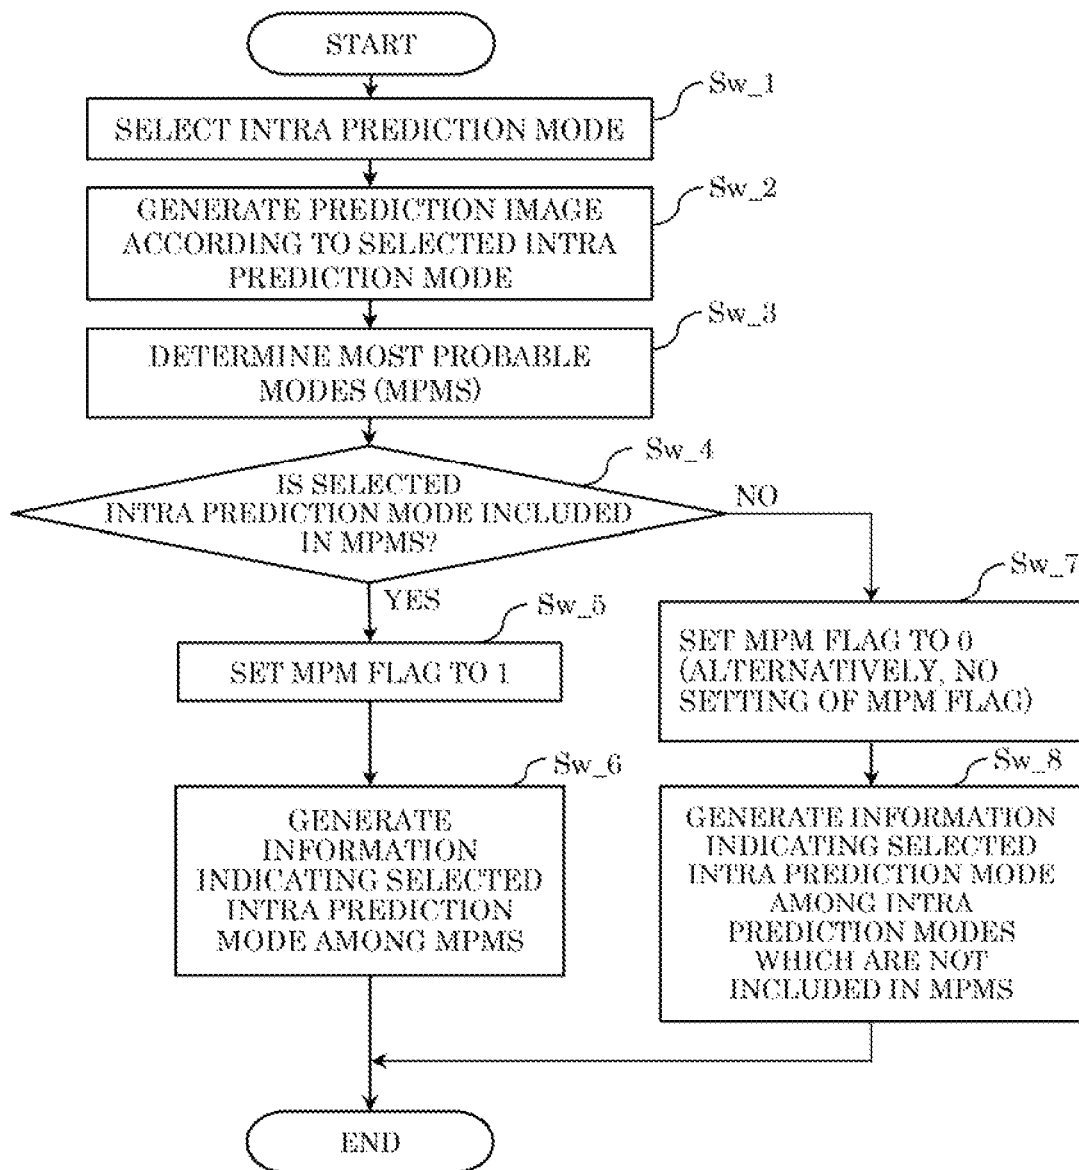 START
Sw_1
SELECT INTRA PREDICTION MODE
Sw_2
GENERATE PREDICTION IMAGE
ACCORDING TO SELECTED INTRA
PREDICTION MODE
Sw_3
DETERMINE MOST PROBABLE
MODES (MPMS)
Sw_4
IS SELECTED
INTRA PREDICTION MODE INCLUDED
IN MPMS?
NO
YES
Sw_5
SET MPM FLAG TO 1
Sw_6
GENERATE
INFORMATION
INDICATING SELECTED
INTRA PREDICTION
MODE AMONG MPMS
Sw_7
SET MPM FLAG TO 0
(ALTERNATIVELY, NO
SETTING OF MPM FLAG)
Sw_8
GENERATE INFORMATION
INDICATING SELECTED
INTRA PREDICTION MODE
AMONG INTRA
PREDICTION MODES
WHICH ARE NOT
INCLUDED IN MPMS
END